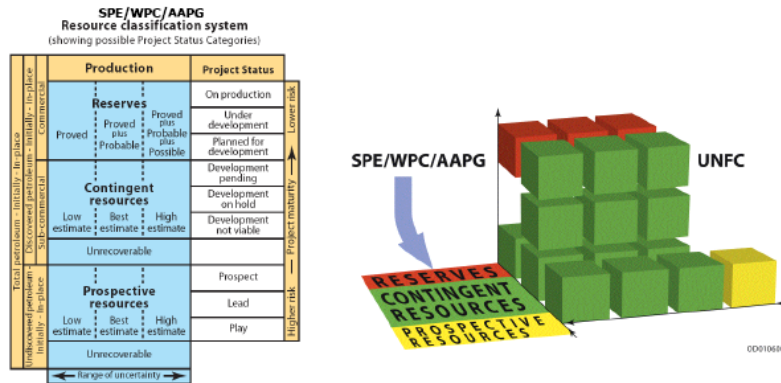 SPE/WPC/AAPG
Resource classification system
(showing possible Project Status Categories)
Production
Project Status
Total petroleum - Initially - In-place
Discovered petroleum - Initially - In-place
Undiscovered petroleum -
Initially - In-place
Commercial
Sub-commercial
Reserves
Proved
Proved
plus
Probable
Proved
plus
Probable
plus
Possible
On production
Under
development
Planned for
development
Contingent
resources
Low
estimate
Best
estimate
High
estimate
Development
pending
Development
on hold
Development
not viable
Unrecoverable
Prospective
resources
Low
estimate
Best
estimate
High
estimate
Prospect
Lead
Play
Unrecoverable
Range of uncertainty
Lower risk
Project maturity
Higher risk
SPE/WPC/AAPG
UNFC
RESERVES
CONTINGENT
RESOURCES
PROSPECTIVE
RESOURCES